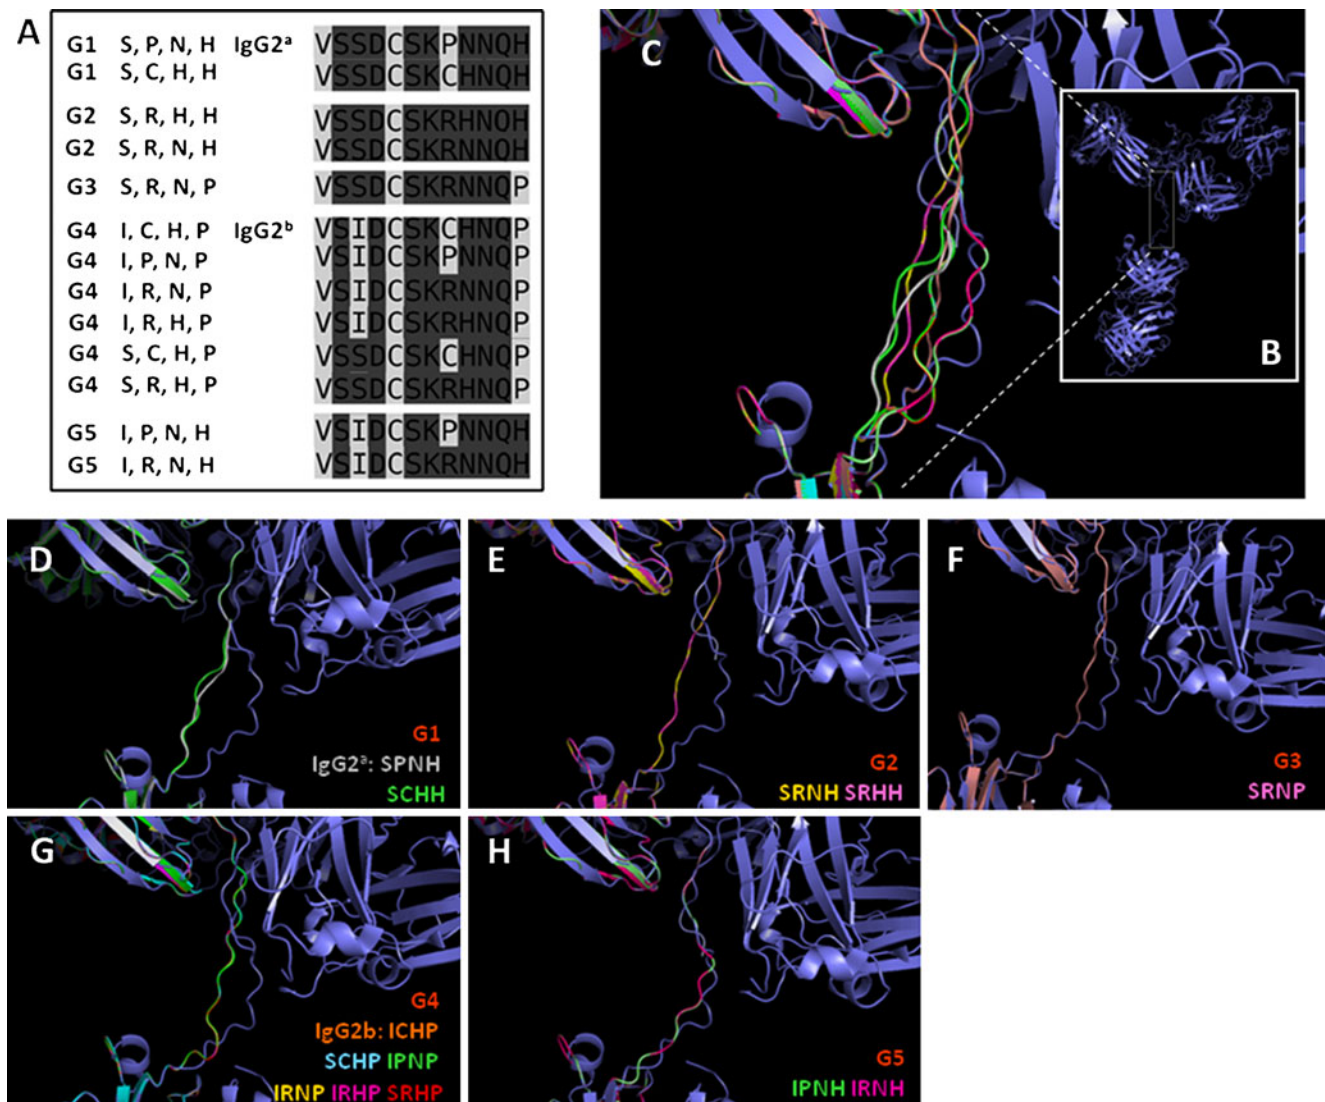 A
G1 S, P, N, H IgG2ᵃ VSSDCSKPNNQH
G1 S, C, H, H VSSDCSKCHNQH
G2 S, R, H, H VSSDCSKRHNQH
G2 S, R, N, H VSSDCSKRNNQH
G3 S, R, N, P VSSDCSKRNNQP
G4 I, C, H, P IgG2ᵇ VSIDCSKCHNQP
G4 I, P, N, P VSIDCSKPNNQP
G4 I, R, N, P VSIDCSKRNNQP
G4 I, R, H, P VSIDCSKRHNQP
G4 S, C, H, P VSSDCSKCHNQP
G4 S, R, H, P VSSDCSKRHNQP
G5 I, P, N, H VSIDCSKPNNQH
G5 I, R, N, H VSIDCSKRNNQH
C
B
D
G1
IgG2ᵃ: SPNH
SCHH
E
G2
SRNH SRHH
F
G3
SRNP
G
G4
IgG2b: ICHP
SCHP IPNP
IRNP IRHP SRHP
H
G5
IPNH IRNH